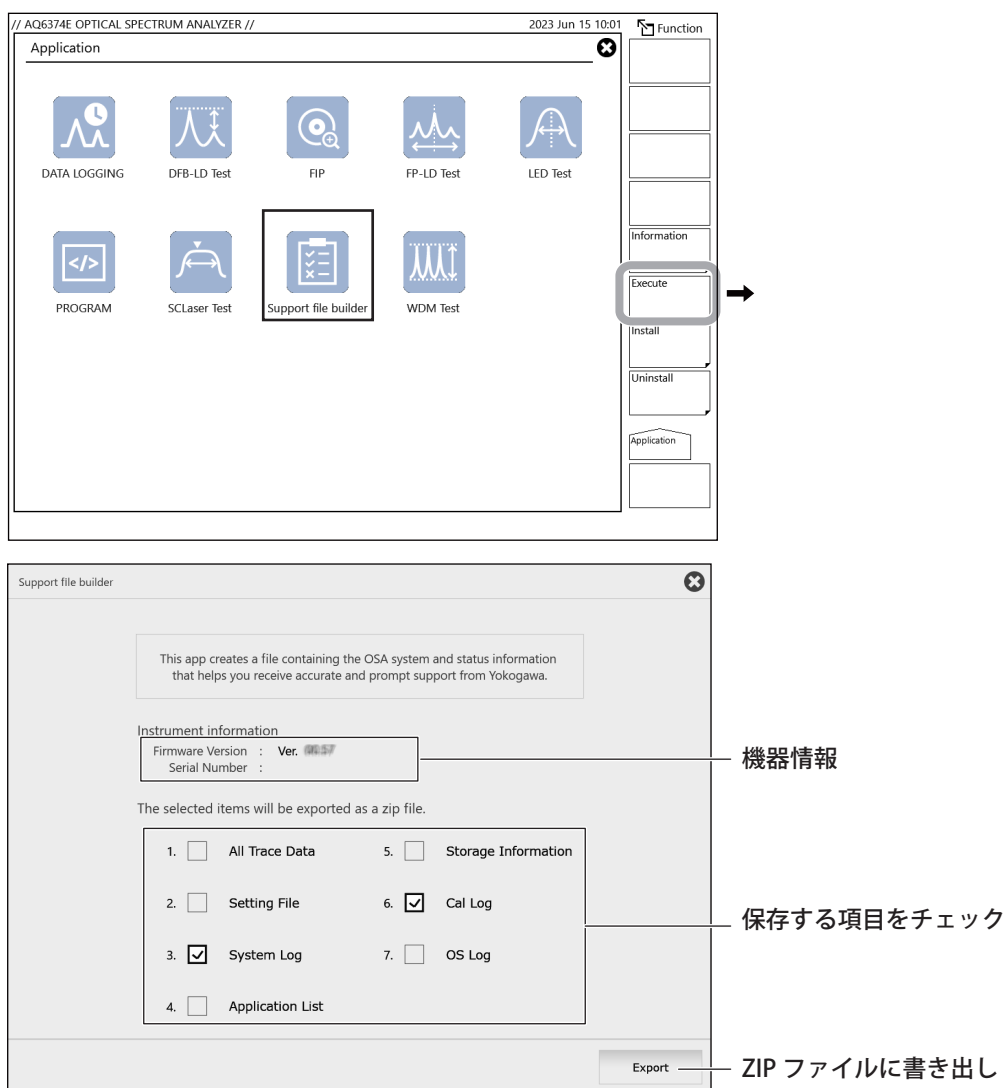 // AQ6374E OPTICAL SPECTRUM ANALYZER // 2023 Jun 15 10:01
Function
Application
DATA LOGGING DFB-LD Test FIP FP-LD Test LED Test
Information
Execute
</>
PROGRAM SCLaser Test Support file builder WDM Test
Install
Uninstall
Application
Support file builder
This app creates a file containing the OSA system and status information
that helps you receive accurate and prompt support from Yokogawa.
Instrument information
Firmware Version : Ver.
Serial Number :
機器情報
The selected items will be exported as a zip file.
1. All Trace Data 5. Storage Information
2. Setting File 6. Cal Log
保存する項目をチェック
3. System Log 7. OS Log
4. Application List
Export
ZIP ファイルに書き出し